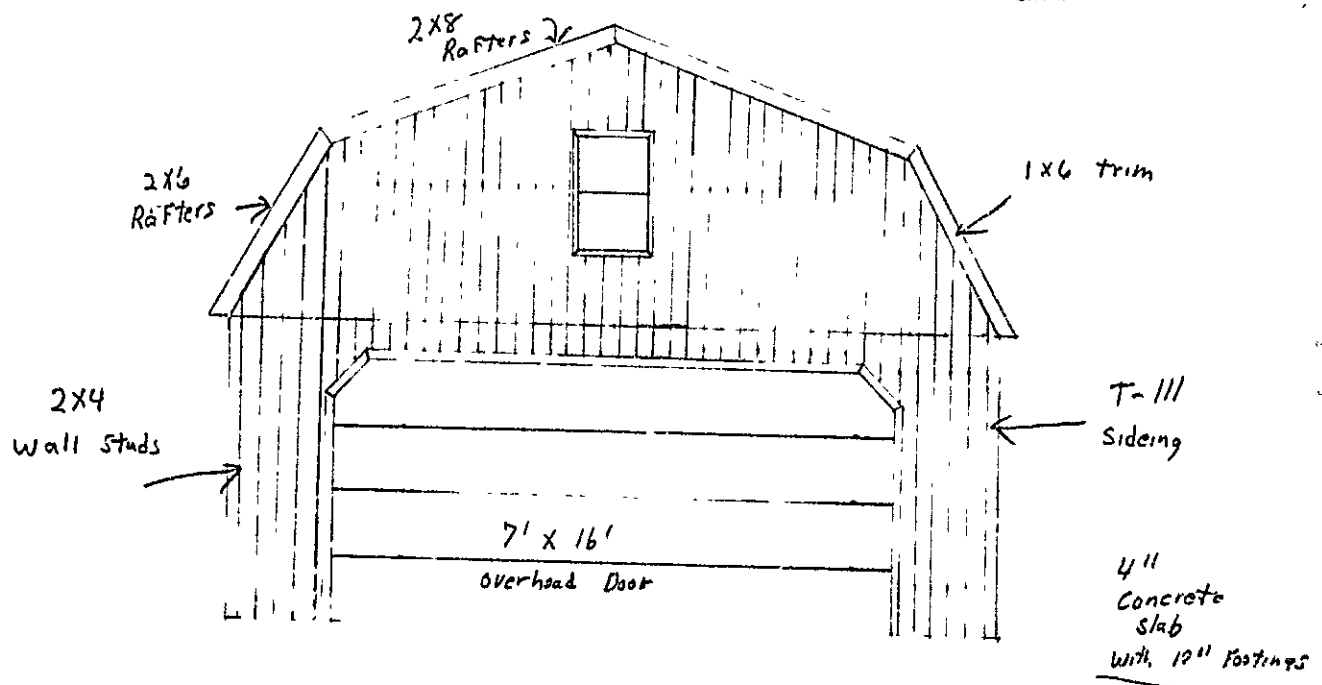 2X8
Rafters
2X6
Rafters
1X6 trim
2X4
Wall Studs
T-111
Sideing
7' X 16'
overhead Door
4"
Concrete
slab
with 12" Footings